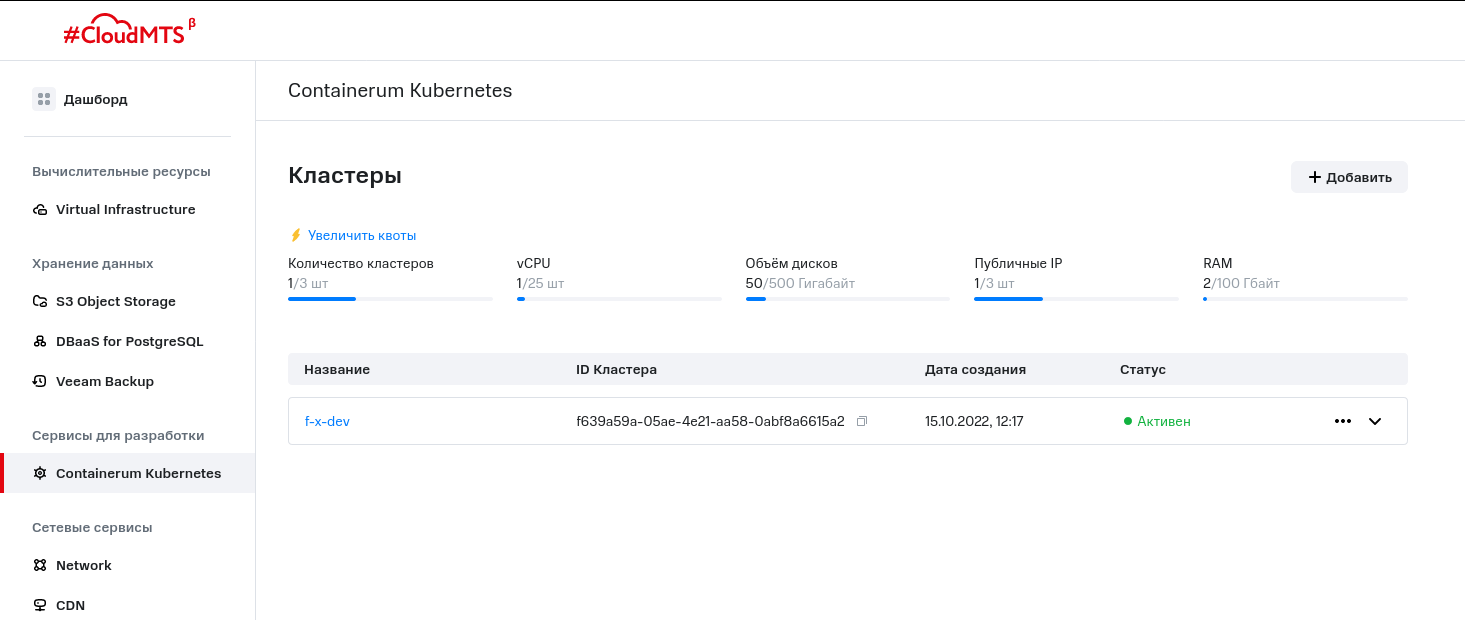 #CloudMTS β
Дашборд
Вычислительные ресурсы
Virtual Infrastructure
Хранение данных
S3 Object Storage
DBaaS for PostgreSQL
Veeam Backup
Сервисы для разработки
Containerum Kubernetes
Сетевые сервисы
Network
CDN
Containerum Kubernetes
Кластеры
+ Добавить
Увеличить квоты
Количество кластеров
1/3 шт
vCPU
1/25 шт
Объём дисков
50/500 Гигабайт
Публичные IP
1/3 шт
RAM
2/100 Гбайт
Название ID Кластера Дата создания Статус
f-x-dev f639a59a-05ae-4e21-aa58-0abf8a6615a2 15.10.2022, 12:17 Активен